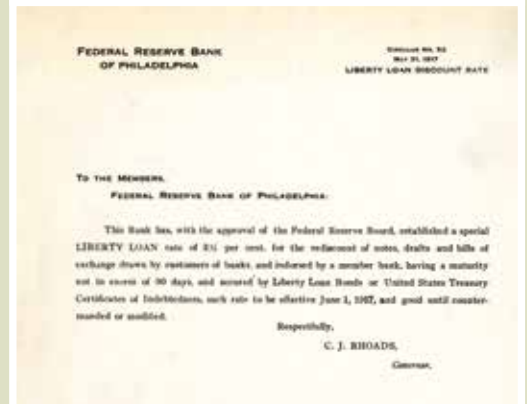 FEDERAL RESERVE BANK
OF PHILADELPHIA
CIRCULAR NO.
MAY 31, 1917
LIBERTY LOAN DISCOUNT RATE
TO THE MEMBERS,
FEDERAL RESERVE BANK OF PHILADELPHIA:
This Bank has, with the approval of the Federal Reserve Board, established a special
LIBERTY LOAN rate of per cent. for the rediscount of notes, drafts and bills of
exchange drawn by customers of banks, and indorsed by a member bank, having a maturity
not in excess of 90 days, and secured by Liberty Loan Bonds or United States Treasury
Certificates of Indebtedness, such rate to be effective June 1, 1917, and good until counter-
manded or modified.
Respectfully,
C. J. RHOADS,
Governor.